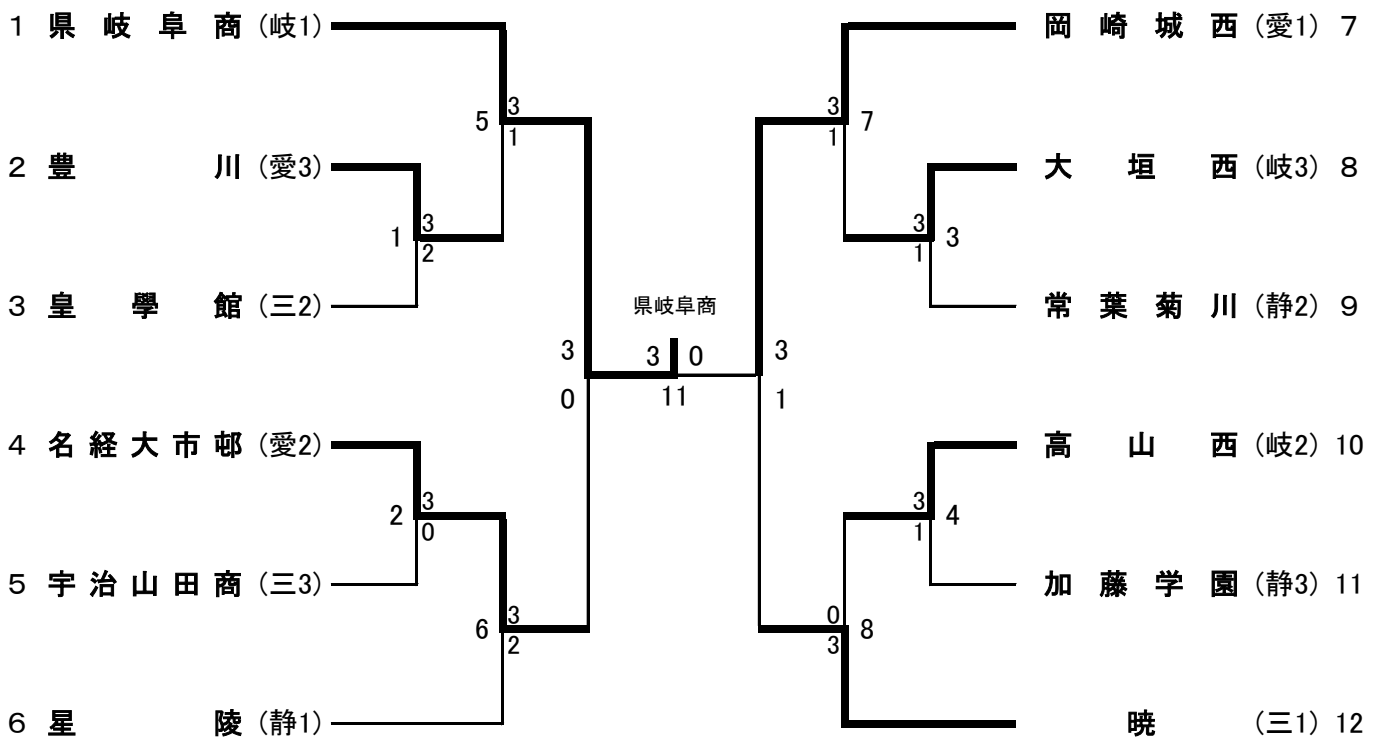 1 県岐阜商 (岐1)
岡崎城西 (愛1) 7
3
5
1
3
7
1
2 豊川 (愛3)
大垣西 (岐3) 8
3
1
2
3
3
1
3 皇學館 (三2)
県岐阜商
常葉菊川 (静2) 9
3
3 0
3
0
11
1
4 名経大市邨 (愛2)
高山西 (岐2) 10
3
2
0
3
4
1
5 宇治山田商 (三3)
加藤学園 (静3) 11
3
6
2
0
8
3
6 星陵 (静1)
暁 (三1) 12